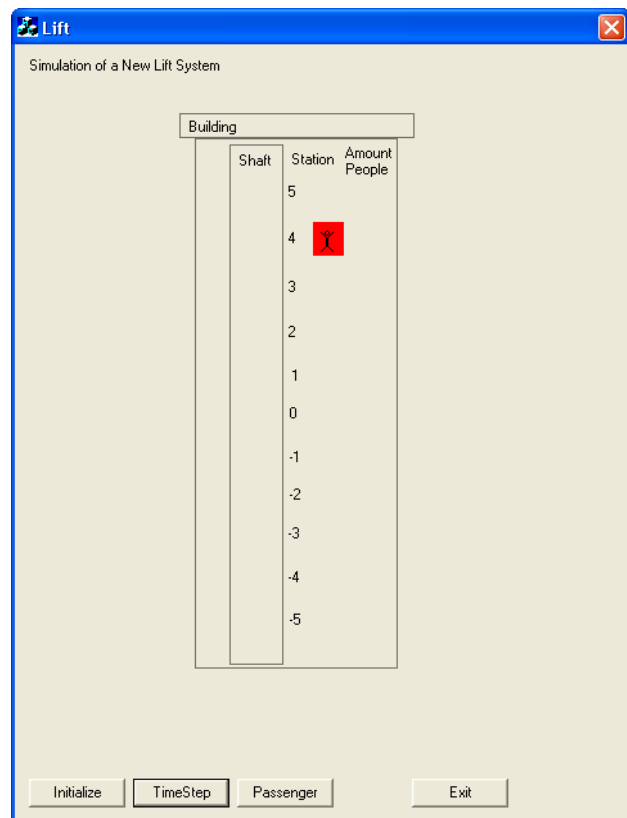 Lift
Simulation of a New Lift System
Building
Shaft Station Amount
People
5
4
3
2
1
0
-1
-2
-3
-4
-5
Initialize TimeStep Passenger Exit